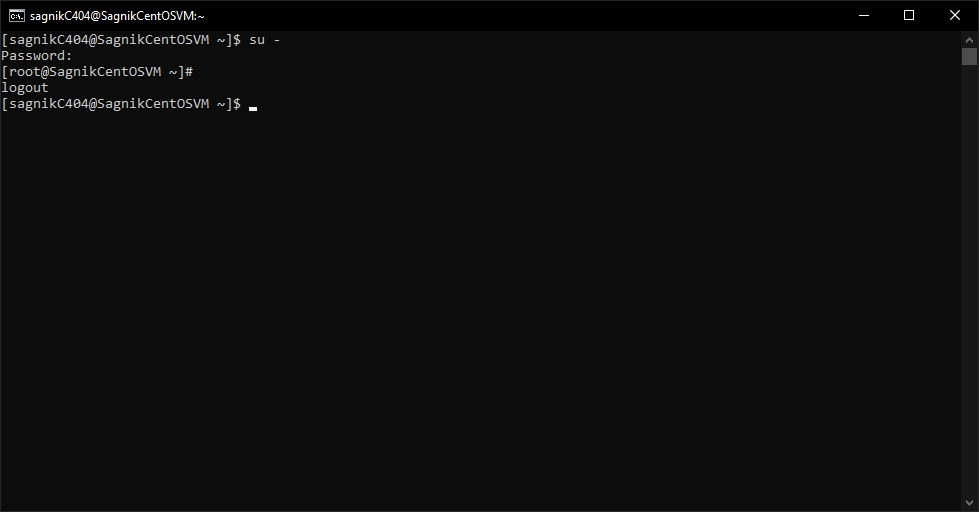 sagnikC404@SagnikCentOSVM:~
[sagnikC404@SagnikCentOSVM ~]$ su -
Password:
[root@SagnikCentOSVM ~]#
logout
[sagnikC404@SagnikCentOSVM ~]$